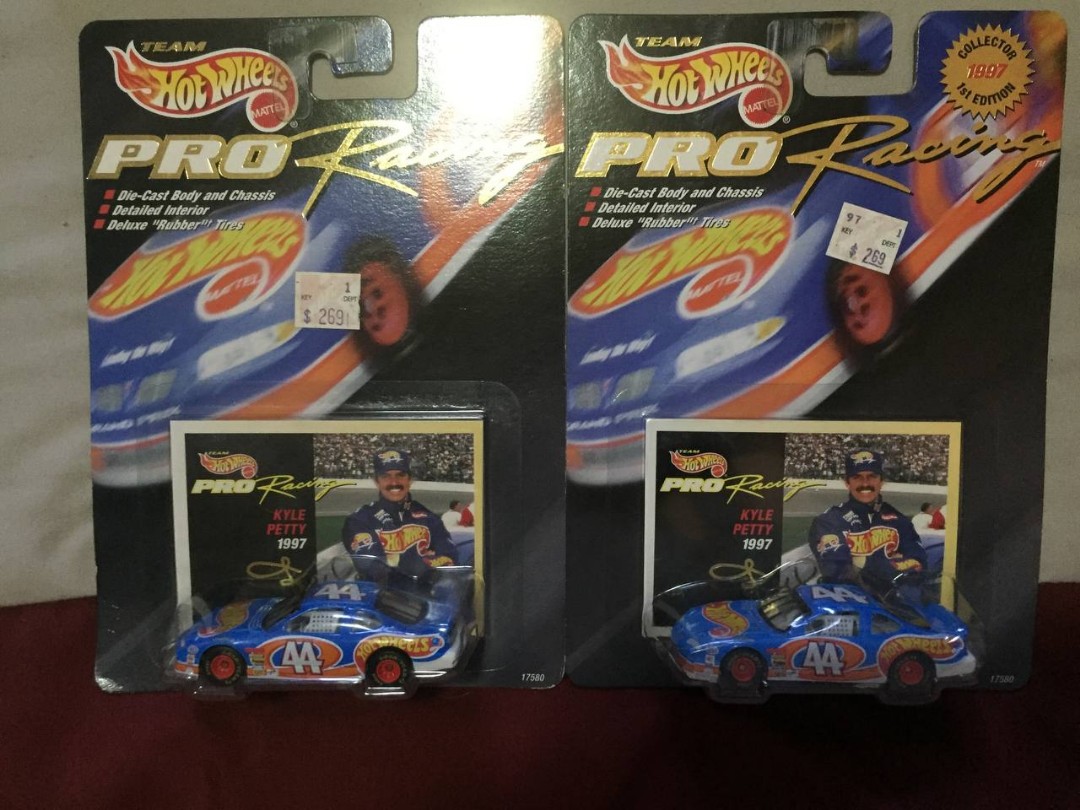 TEAM
HOT WHEELS
MATTEL
®
PRO Racing
Die-Cast Body and Chassis
Detailed Interior
Deluxe "Rubber" Tires
HOT WHEELS
MATTEL
1
KEY DEPT
$ 269
TEAM
HOT WHEELS
PRO Racing
KYLE
PETTY
1997
44
44
HOT WHEELS
17580
TEAM
HOT WHEELS
MATTEL
®
COLLECTOR
1997
1st EDITION
PRO Racing
TM
Die-Cast Body and Chassis
Detailed Interior
Deluxe "Rubber" Tires
HOT WHEELS
MATTEL
97 1
KEY DEPT
$ 269
TEAM
HOT WHEELS
PRO Racing
KYLE
PETTY
1997
HOT WHEELS
44
44
HOT WHEELS
17580